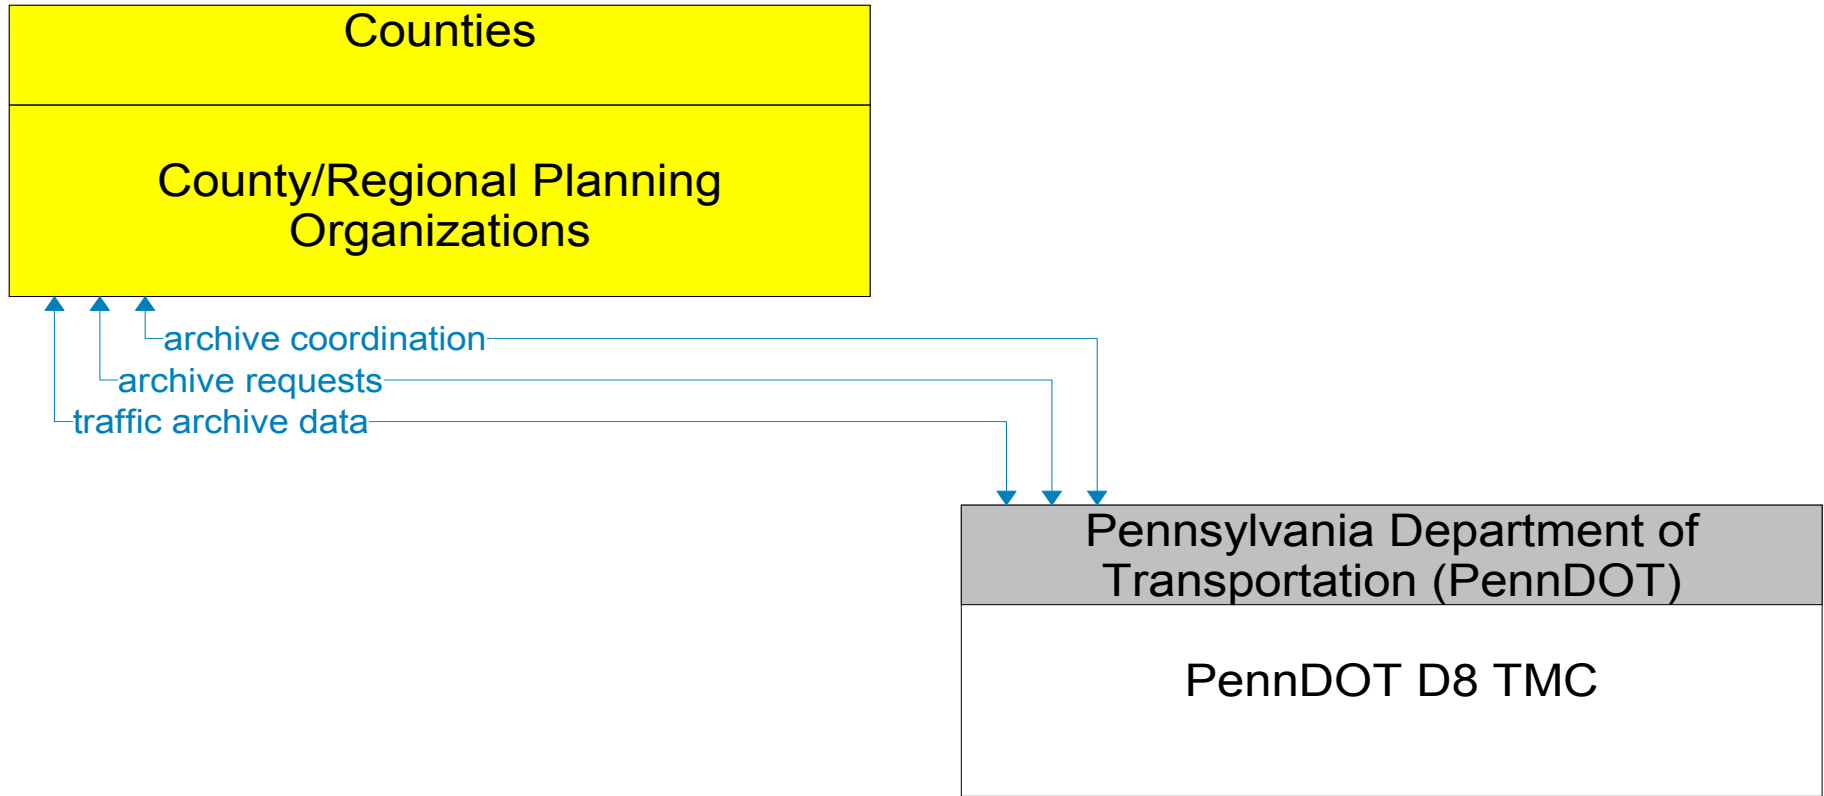 Counties
County/Regional Planning
Organizations
archive coordination
archive requests
traffic archive data
Pennsylvania Department of
Transportation (PennDOT)
PennDOT D8 TMC